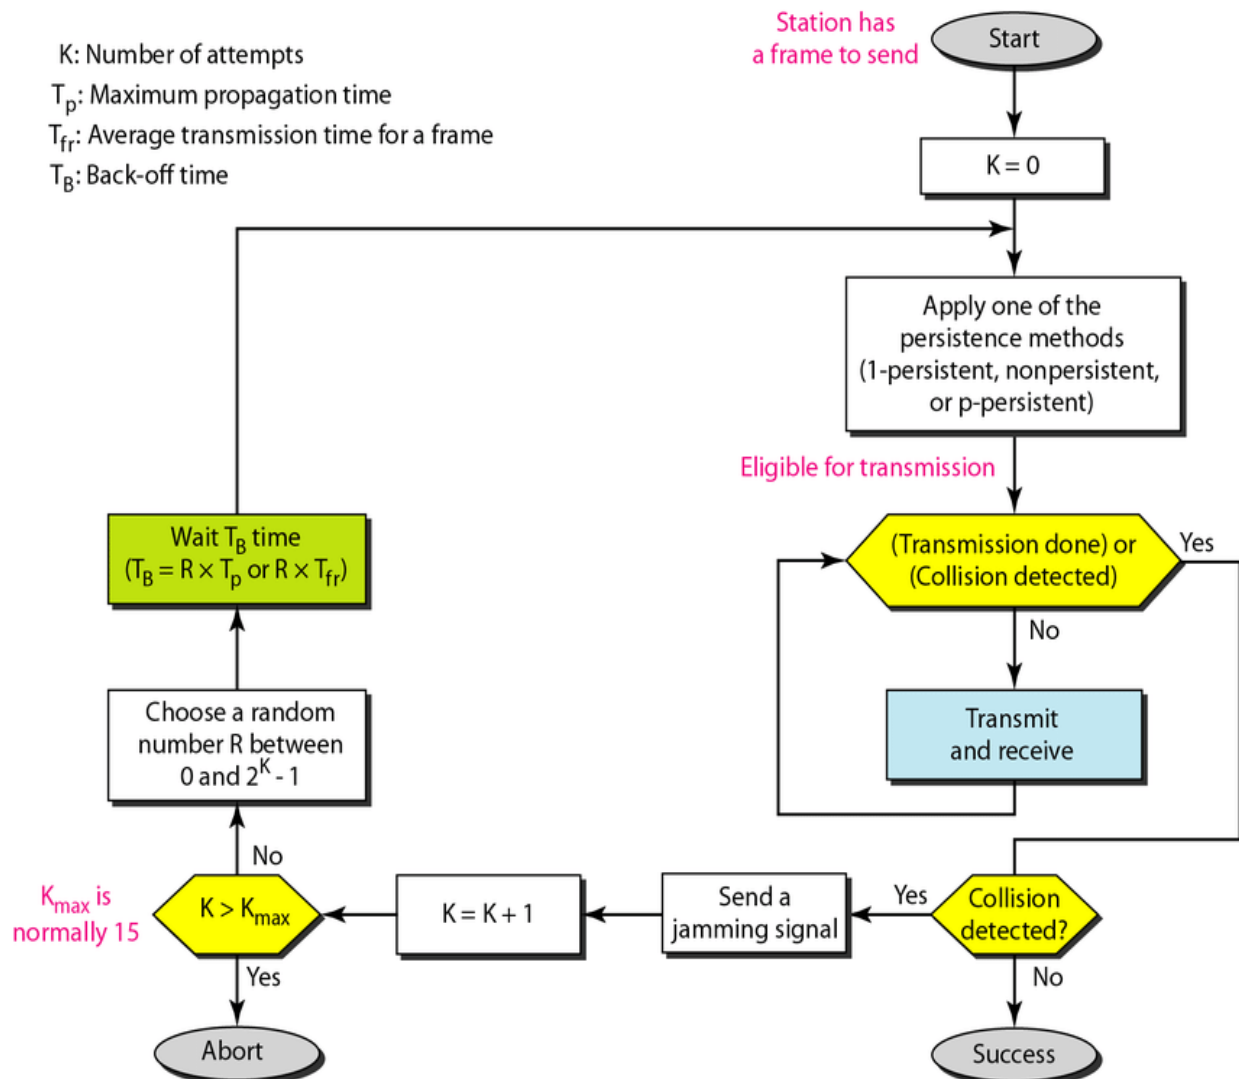 K: Number of attempts
Tp: Maximum propagation time
Tfr: Average transmission time for a frame
TB: Back-off time
Station has
a frame to send
Start
K = 0
Apply one of the
persistence methods
(1-persistent, nonpersistent,
or p-persistent)
Eligible for transmission
(Transmission done) or
(Collision detected)
Yes
No
Transmit
and receive
Wait TB time
(TB = R × Tp or R × Tfr)
Choose a random
number R between
0 and 2^K - 1
No
Kmax is
normally 15
K > Kmax
Yes
Abort
K = K + 1
Send a
jamming signal
Yes
Collision
detected?
No
Success